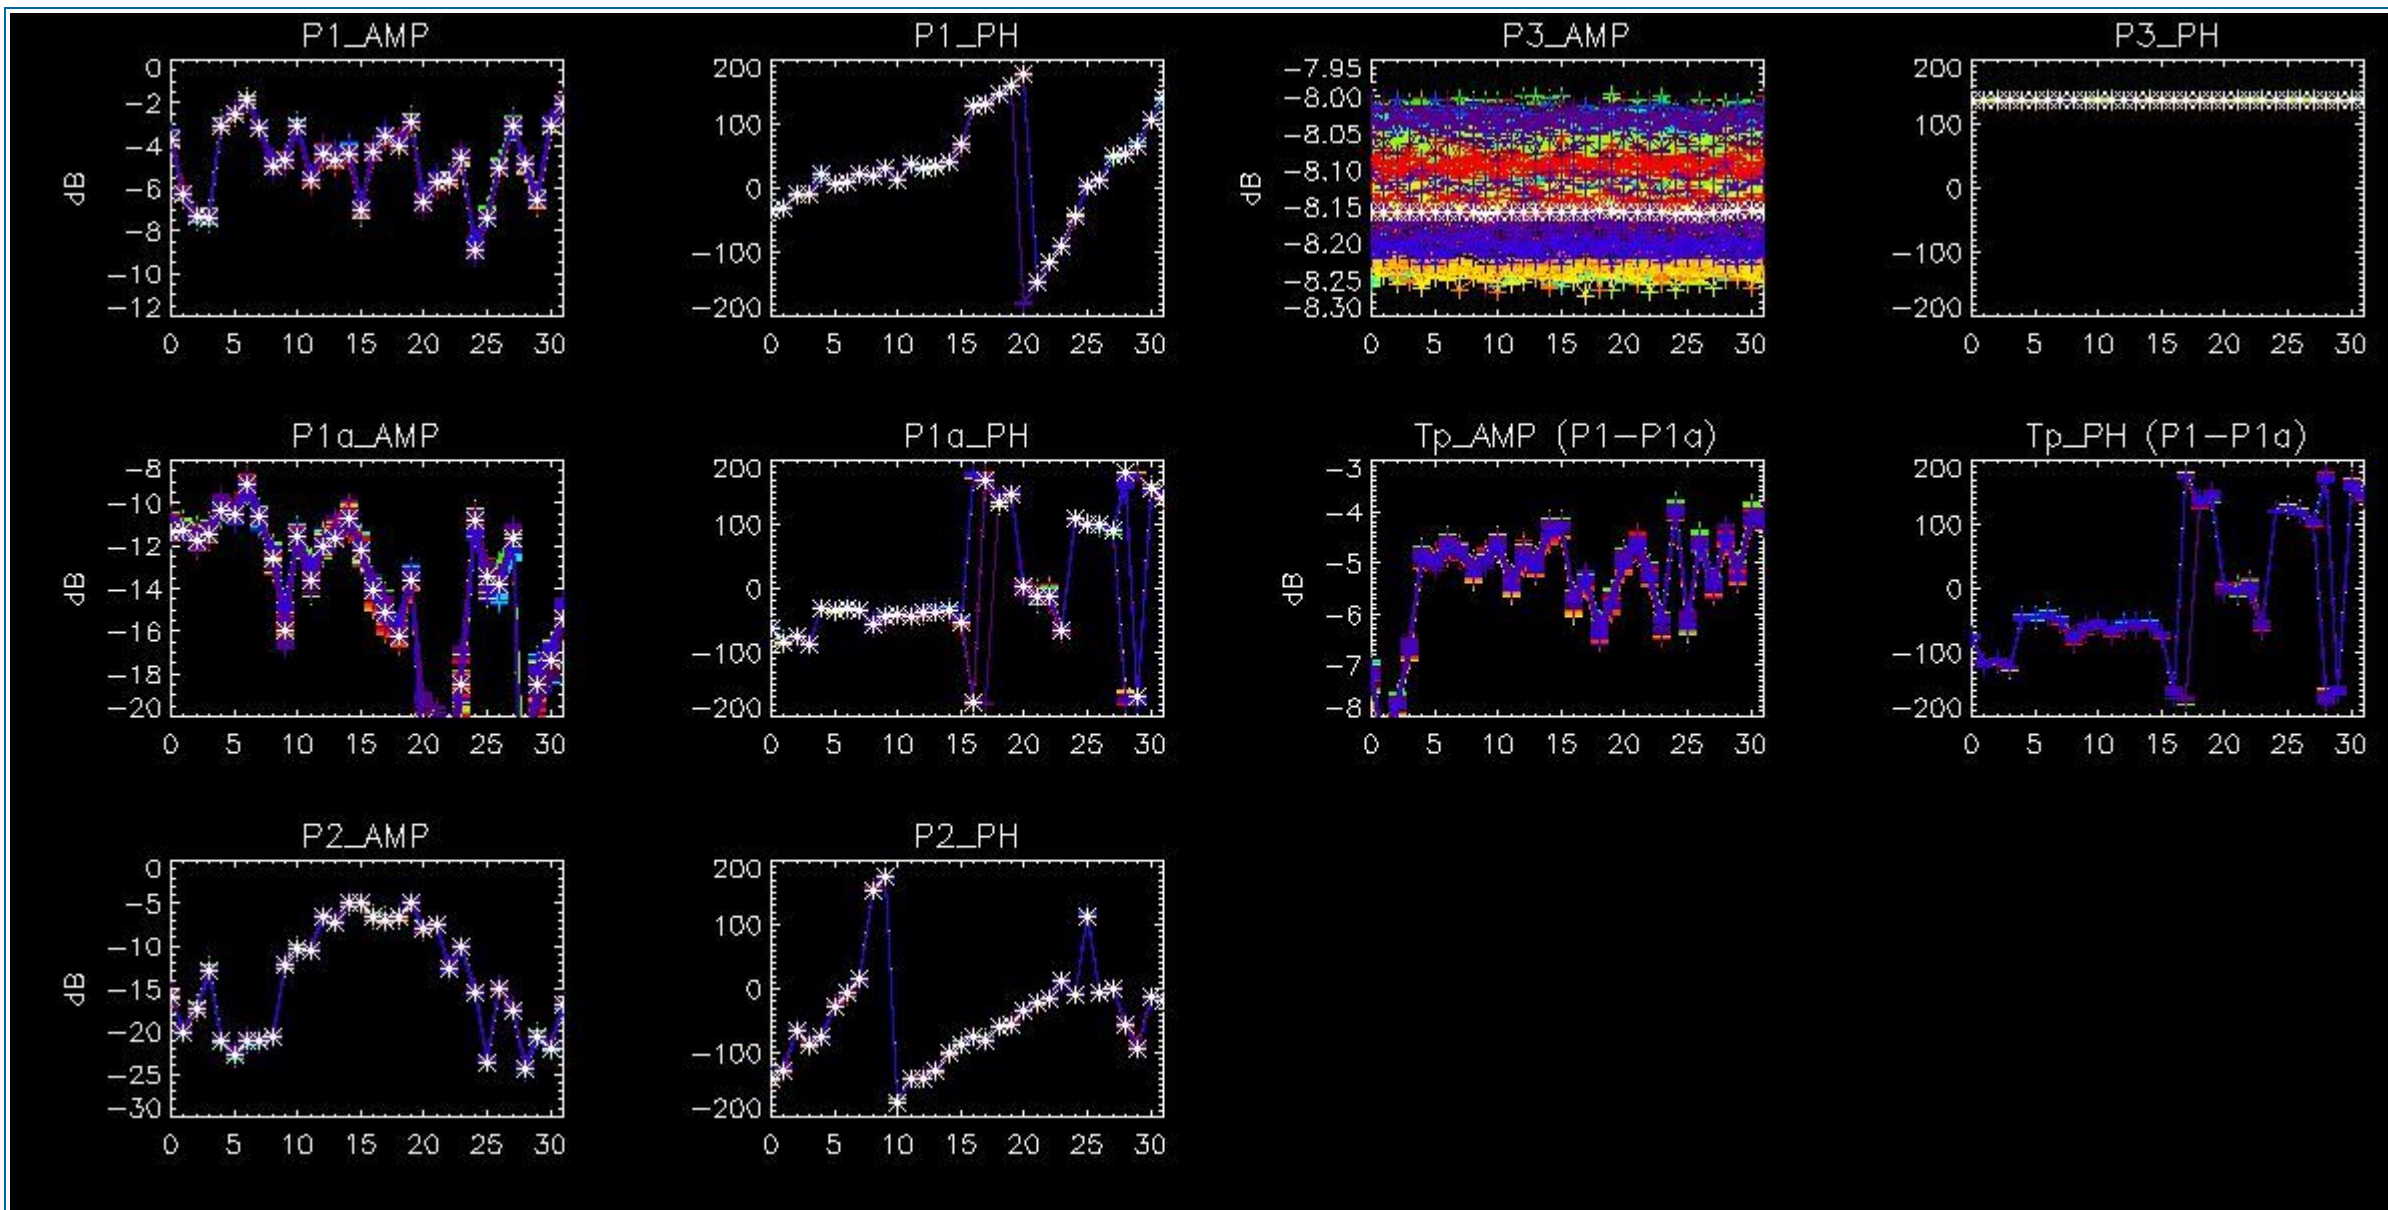 P1_AMP P1_PH P3_AMP P3_PH
0 200 -7.95 200
-2 -8.00
100 100
-4 -8.05
dB -8.10
-6 0 dB -8.15 0
-8 -8.20
-100 -100
-10 -8.25
-12 -200 -8.30 -200
0 5 10 15 20 25 30 0 5 10 15 20 25 30 0 5 10 15 20 25 30 0 5 10 15 20 25 30
P1a_AMP P1a_PH Tp_AMP (P1-P1a) Tp_PH (P1-P1a)
-8 200 -3 200
-10 100 -4 100
-12
dB -14 0 dB -5 0
-16 -6
-100 -100
-18 -7
-20 -200 -8 -200
0 5 10 15 20 25 30 0 5 10 15 20 25 30 0 5 10 15 20 25 30 0 5 10 15 20 25 30
P2_AMP P2_PH
0 200
-5 100
-10
dB -15 0
-20 -100
-25
-30 -200
0 5 10 15 20 25 30 0 5 10 15 20 25 30